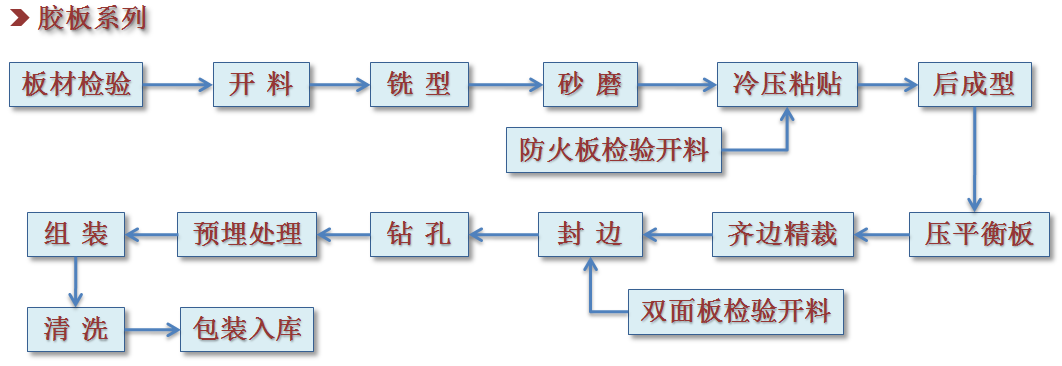 胶板系列
板材检验
开 料
铣 型
砂 磨
冷压粘贴
后成型
防火板检验开料
组 装
预埋处理
钻 孔
封 边
齐边精裁
压平衡板
双面板检验开料
清 洗
包装入库